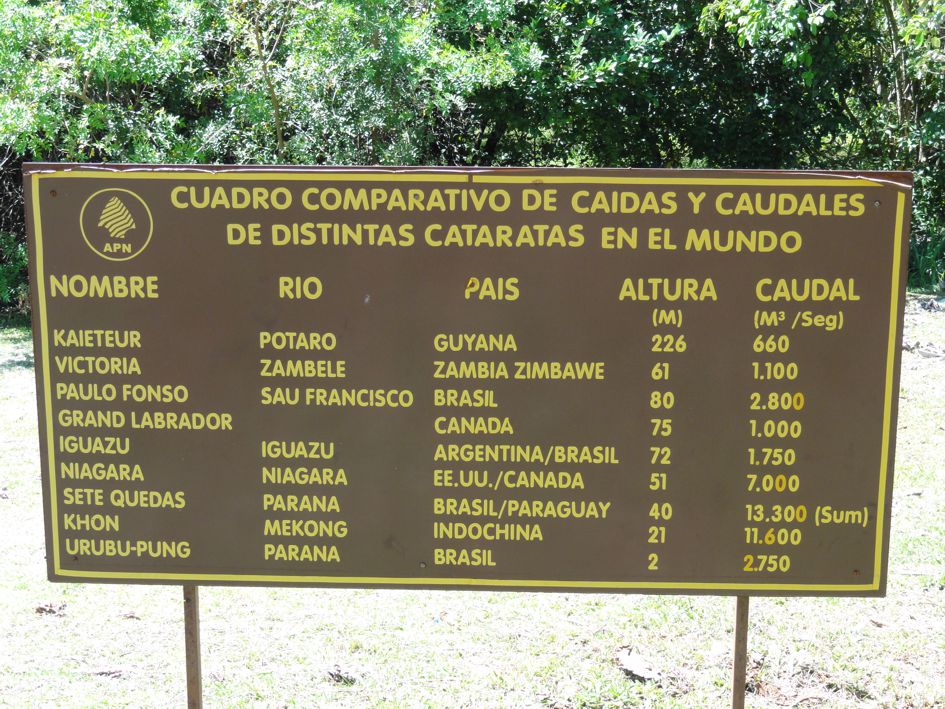 APN
CUADRO COMPARATIVO DE CAIDAS Y CAUDALES
DE DISTINTAS CATARATAS EN EL MUNDO
NOMBRE RIO PAIS ALTURA CAUDAL
(M) (M³ /Seg)
KAIETEUR POTARO GUYANA 226 660
VICTORIA ZAMBELE ZAMBIA ZIMBAWE 61 1.100
PAULO FONSO SAU FRANCISCO BRASIL 80 2.800
GRAND LABRADOR CANADA 75 1.000
IGUAZU IGUAZU ARGENTINA/BRASIL 72 1.750
NIAGARA NIAGARA EE.UU./CANADA 51 7.000
SETE QUEDAS PARANA BRASIL/PARAGUAY 40 13.300 (Sum)
KHON MEKONG INDOCHINA 21 11.600
URUBU-PUNG PARANA BRASIL 2 2.750